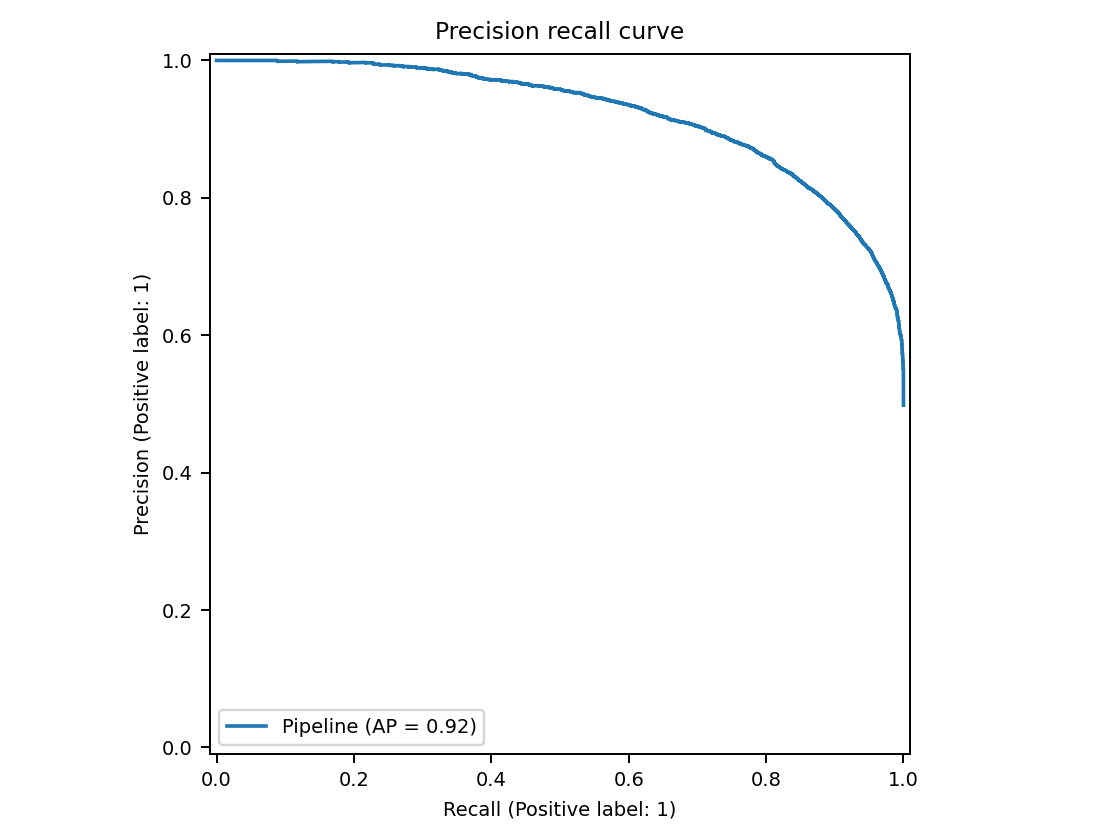 Precision recall curve
1.0
0.8
0.6
0.4
0.2
0.0
Precision (Positive label: 1)
Pipeline (AP = 0.92)
0.0 0.2 0.4 0.6 0.8 1.0
Recall (Positive label: 1)